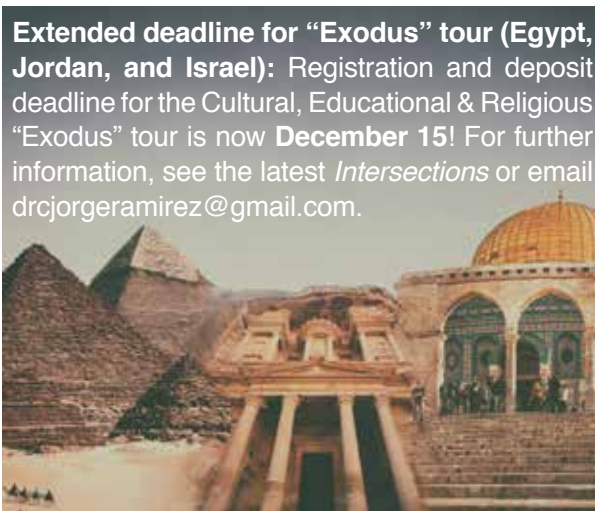 Extended deadline for “Exodus” tour (Egypt,
Jordan, and Israel): Registration and deposit
deadline for the Cultural, Educational & Religious
“Exodus” tour is now December 15! For further
information, see the latest Intersections or email
drcjorgeramirez@gmail.com.